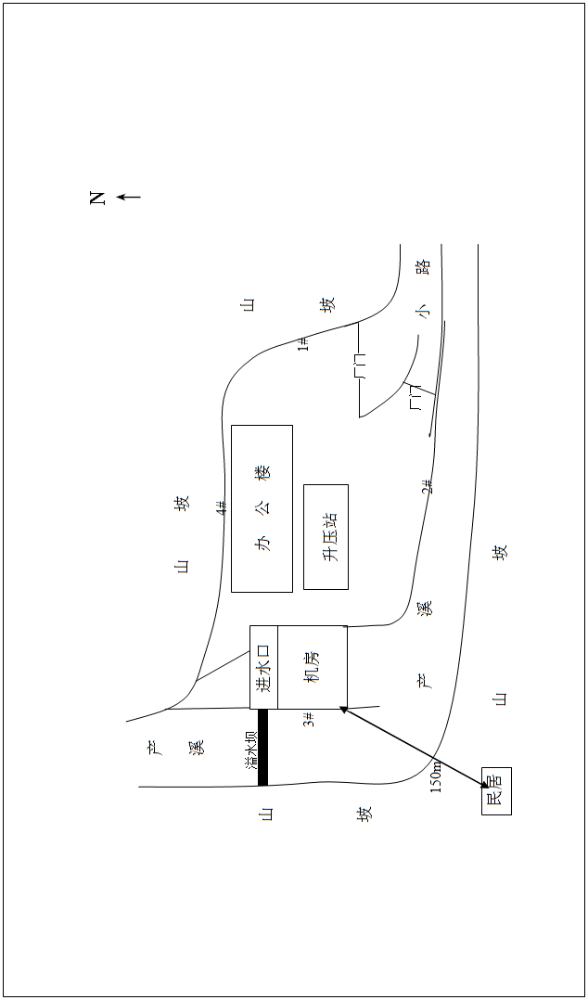 N
产溪
山 坡
4#
山坡
溢水坝
山坡
进水口
办 公 楼
1#
3#
机房
升压站
厂门
厂门
产 溪
小 路
2#
150m
民居
山 坡